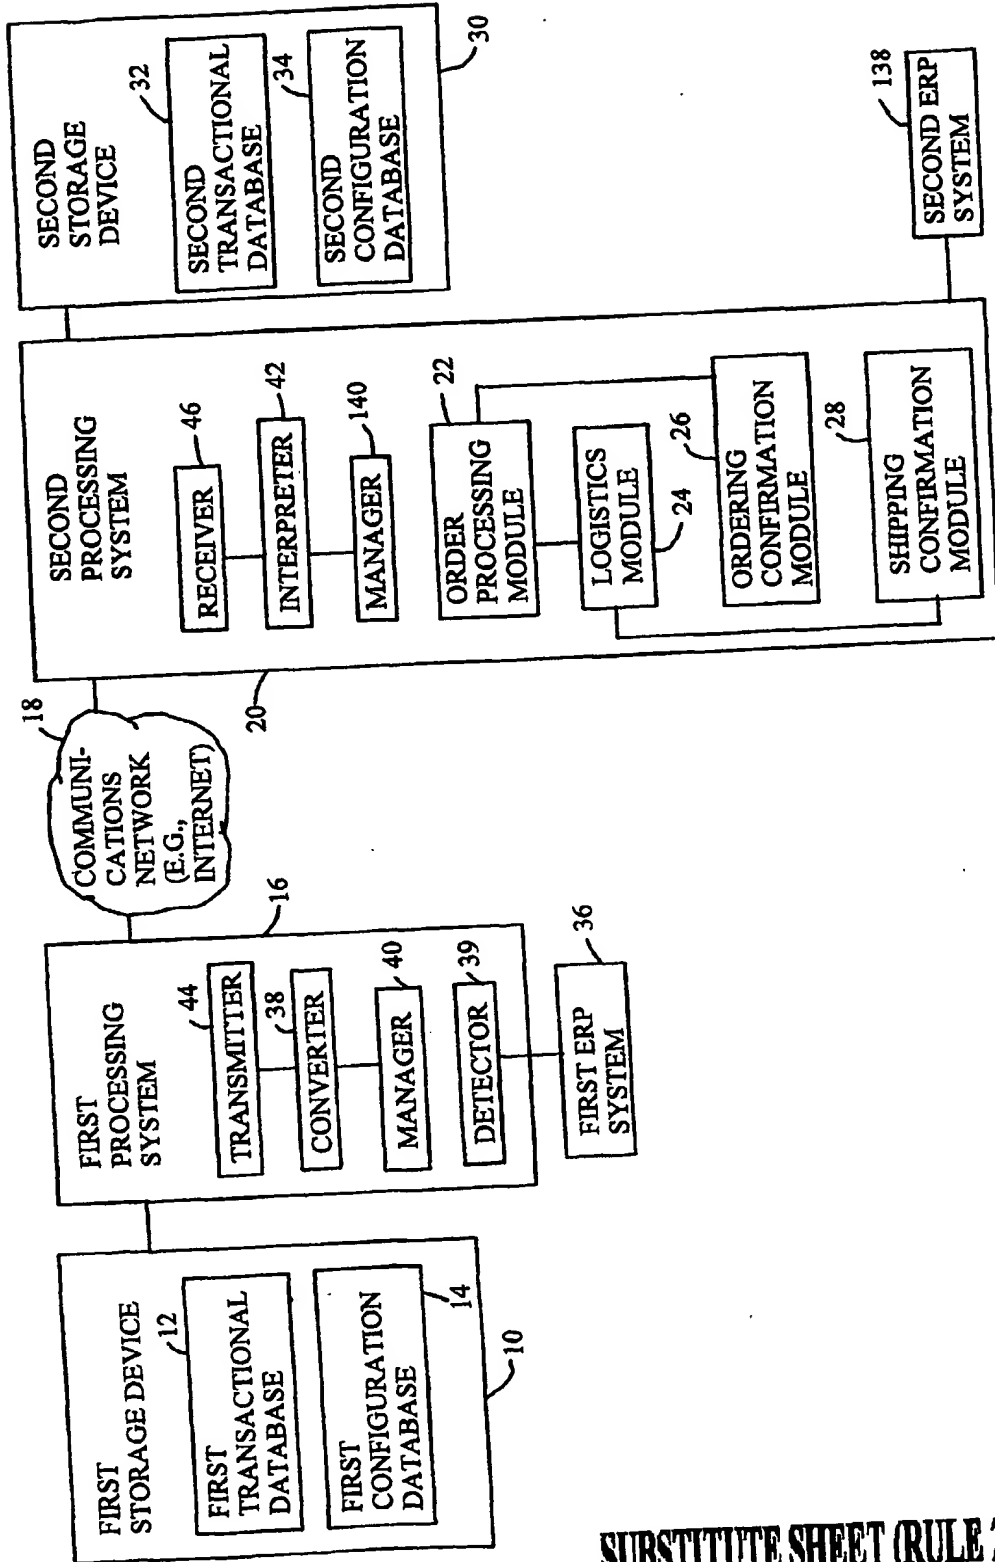 FIRST
STORAGE DEVICE
12
FIRST
TRANSACTIONAL
DATABASE
FIRST
CONFIGURATION
DATABASE
14
10
FIRST
PROCESSING
SYSTEM
44
TRANSMITTER
38
CONVERTER
40
MANAGER
39
DETECTOR
16
FIRST ERP
SYSTEM
36
18
COMMUNI-
CATIONS
NETWORK
(E.G.,
INTERNET)
SECOND
PROCESSING
SYSTEM
46
RECEIVER
42
INTERPRETER
140
MANAGER
22
ORDER
PROCESSING
MODULE
LOGISTICS
MODULE
24
26
ORDERING
CONFIRMATION
MODULE
28
SHIPPING
CONFIRMATION
MODULE
20
SECOND
STORAGE
DEVICE
32
SECOND
TRANSACTIONAL
DATABASE
34
SECOND
CONFIGURATION
DATABASE
30
138
SECOND ERP
SYSTEM
SUBSTITUTE SHEET (RULE